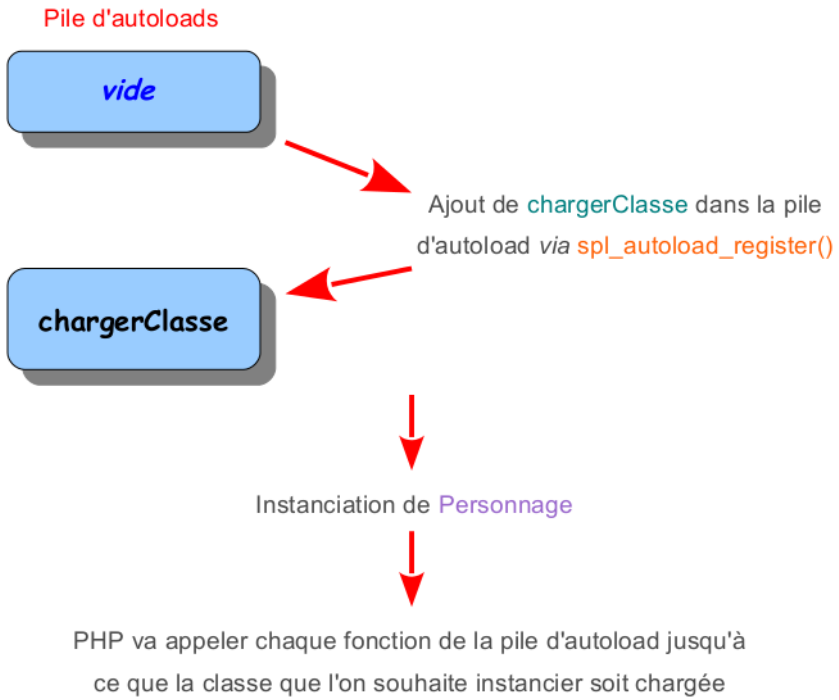 Pile d'autoloads
vide
Ajout de chargerClasse dans la pile
d'autoload via spl_autoload_register()
chargerClasse
Instanciation de Personnage
PHP va appeler chaque fonction de la pile d'autoload jusqu'à
ce que la classe que l'on souhaite instancier soit chargée